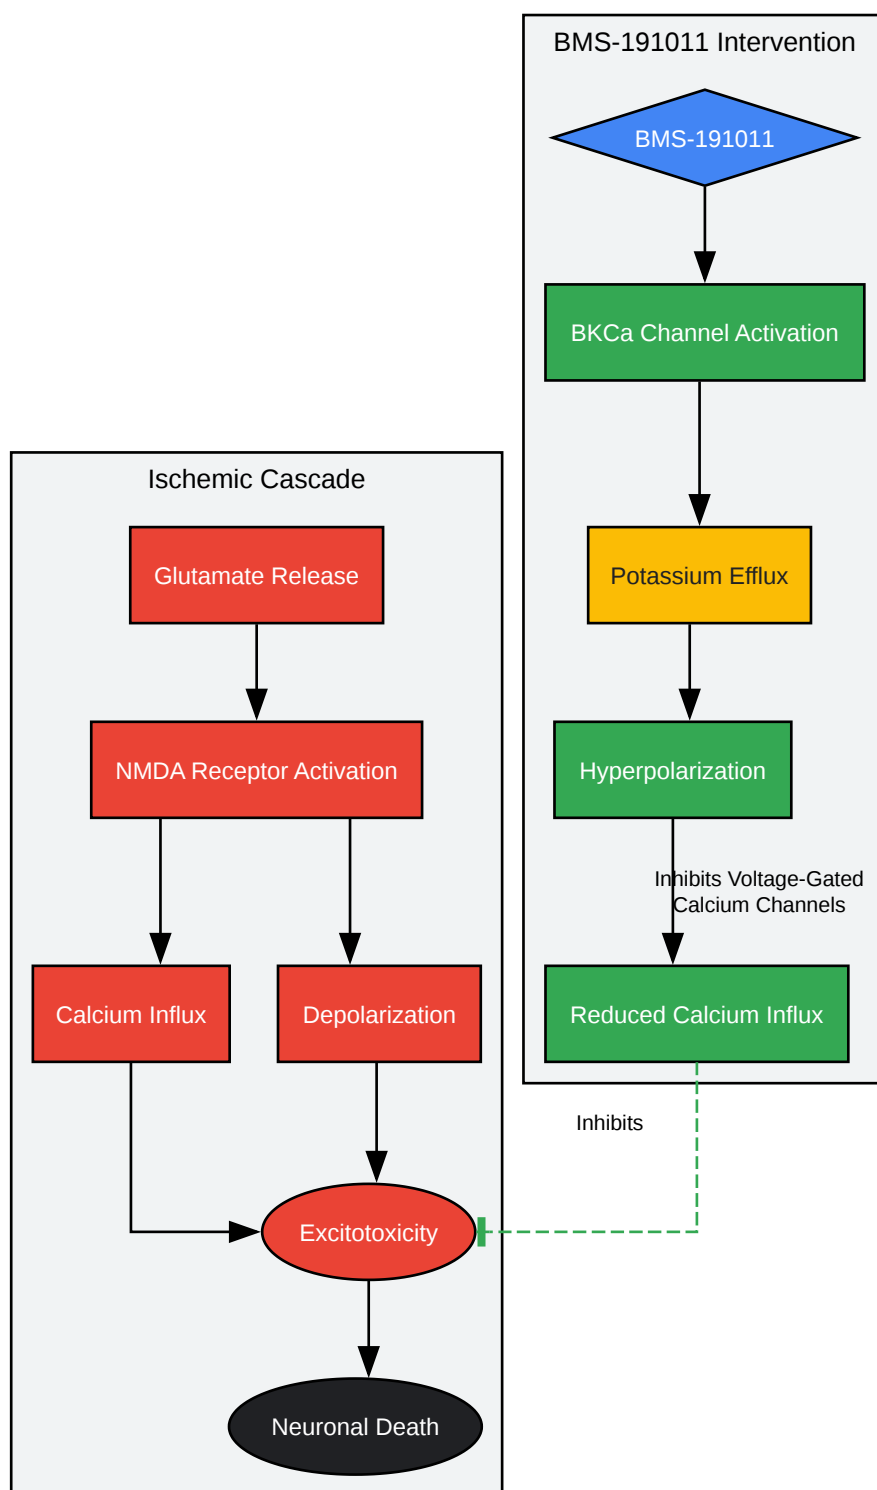 BMS-191011 Intervention
BMS-191011
BKCa Channel Activation
Potassium Efflux
Hyperpolarization
Inhibits Voltage-Gated
Calcium Channels
Reduced Calcium Influx
Inhibits
Ischemic Cascade
Glutamate Release
NMDA Receptor Activation
Calcium Influx
Depolarization
Excitotoxicity
Neuronal Death